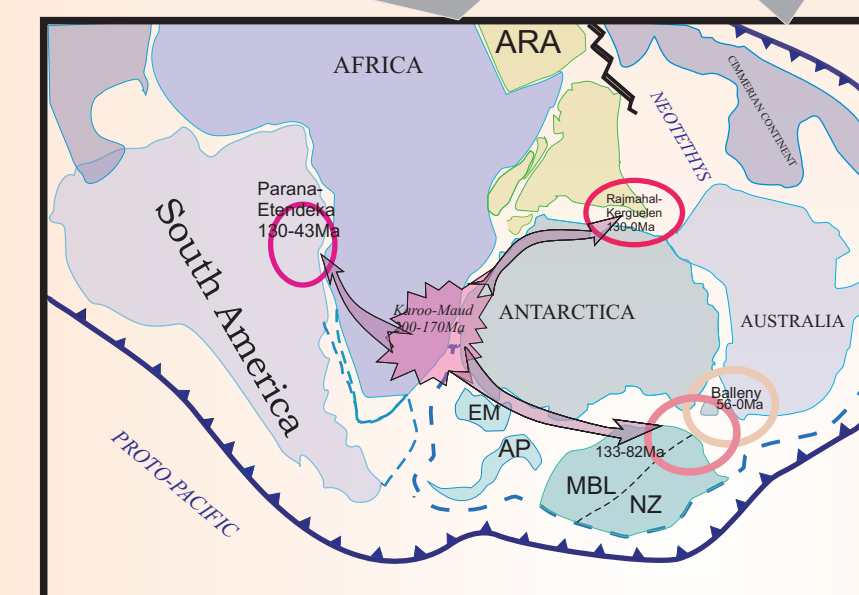 ARA
AFRICA
CIMMERIAN CONTINENT
NEOTETHYS
Parana-
Etendeka
130-43Ma
Rajmahal-
Kerguelen
130-0Ma
South America
Karoo-Maud
200-170Ma
ANTARCTICA
AUSTRALIA
Balleny
56-0Ma
EM
AP
133-82Ma
MBL
NZ
PROTO-PACIFIC